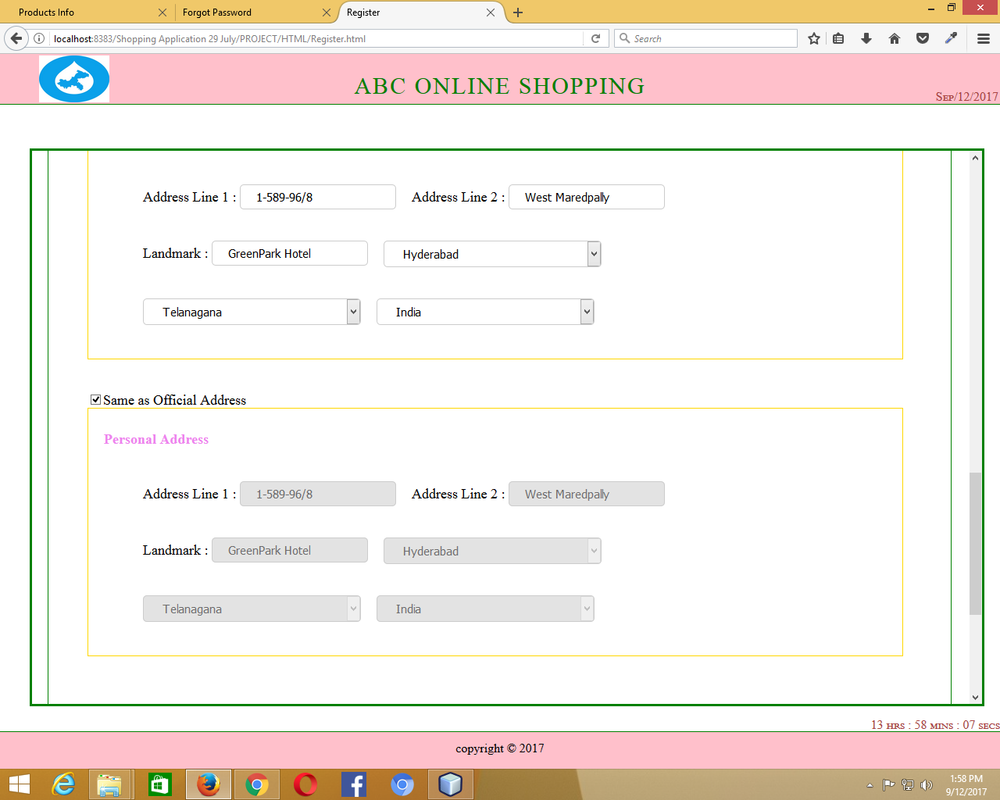 Products Info
Forgot Password
Register
localhost:8383/Shopping Application 29 July/PROJECT/HTML/Register.html
Search
ABC ONLINE SHOPPING
Sep/12/2017
Address Line 1 : 1-589-96/8 Address Line 2 : West Maredpally
Landmark : GreenPark Hotel Hyderabad
Telanagana India
Same as Official Address
Personal Address
Address Line 1 : 1-589-96/8 Address Line 2 : West Maredpally
Landmark : GreenPark Hotel Hyderabad
Telanagana India
13 hrs : 58 mins : 07 secs
copyright © 2017
1:58 PM
9/12/2017